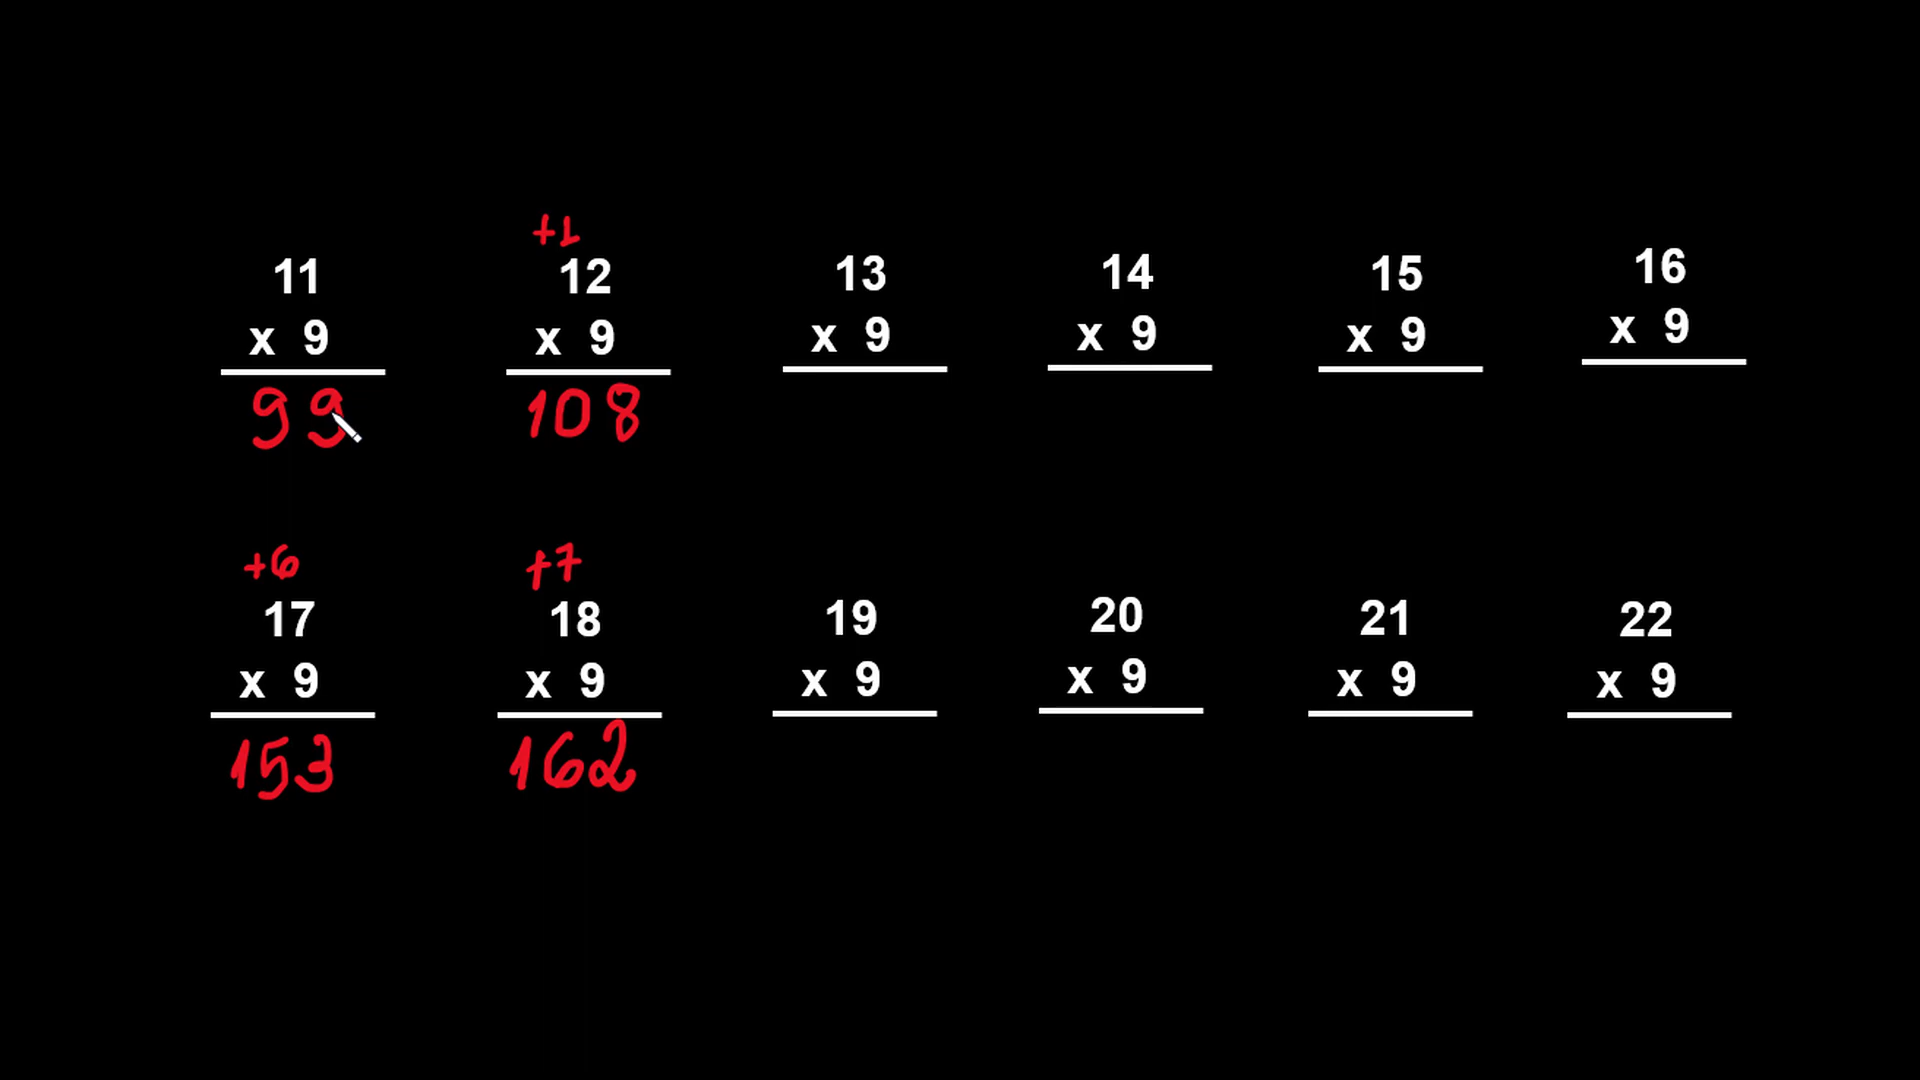 +1
11 12 13 14 15 16
x 9 x 9 x 9 x 9 x 9 x 9
99 108
+6 +7
17 18 19 20 21 22
x 9 x 9 x 9 x 9 x 9 x 9
153 162